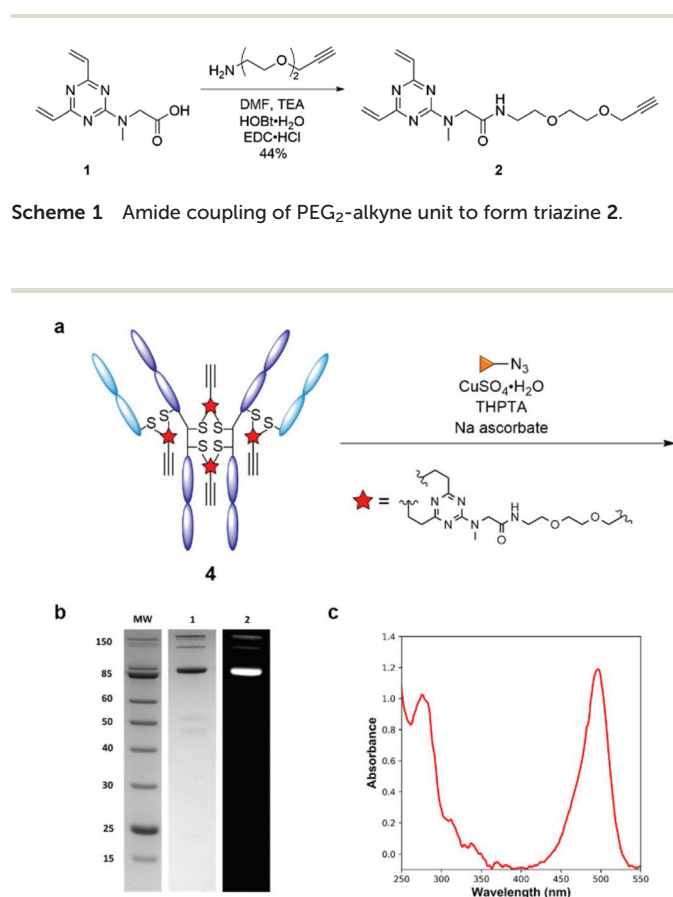 H₂N
O
2
DMF, TEA
HOBt•H₂O
EDC•HCl
44%
N N
N N OH
O
1
N N
N N H N O O
O
2
Scheme 1 Amide coupling of PEG₂-alkyne unit to form triazine 2.
a
N₃
CuSO₄•H₂O
THPTA
Na ascorbate
S S S S S S S S
4
=
N N
N N H N O O
O
b
MW 1 2
150
85
60
50
40
30
25
15
c
Absorbance
1.4
1.2
1.0
0.8
0.6
0.4
0.2
0.0
250 300 350 400 450 500 550
Wavelength (nm)